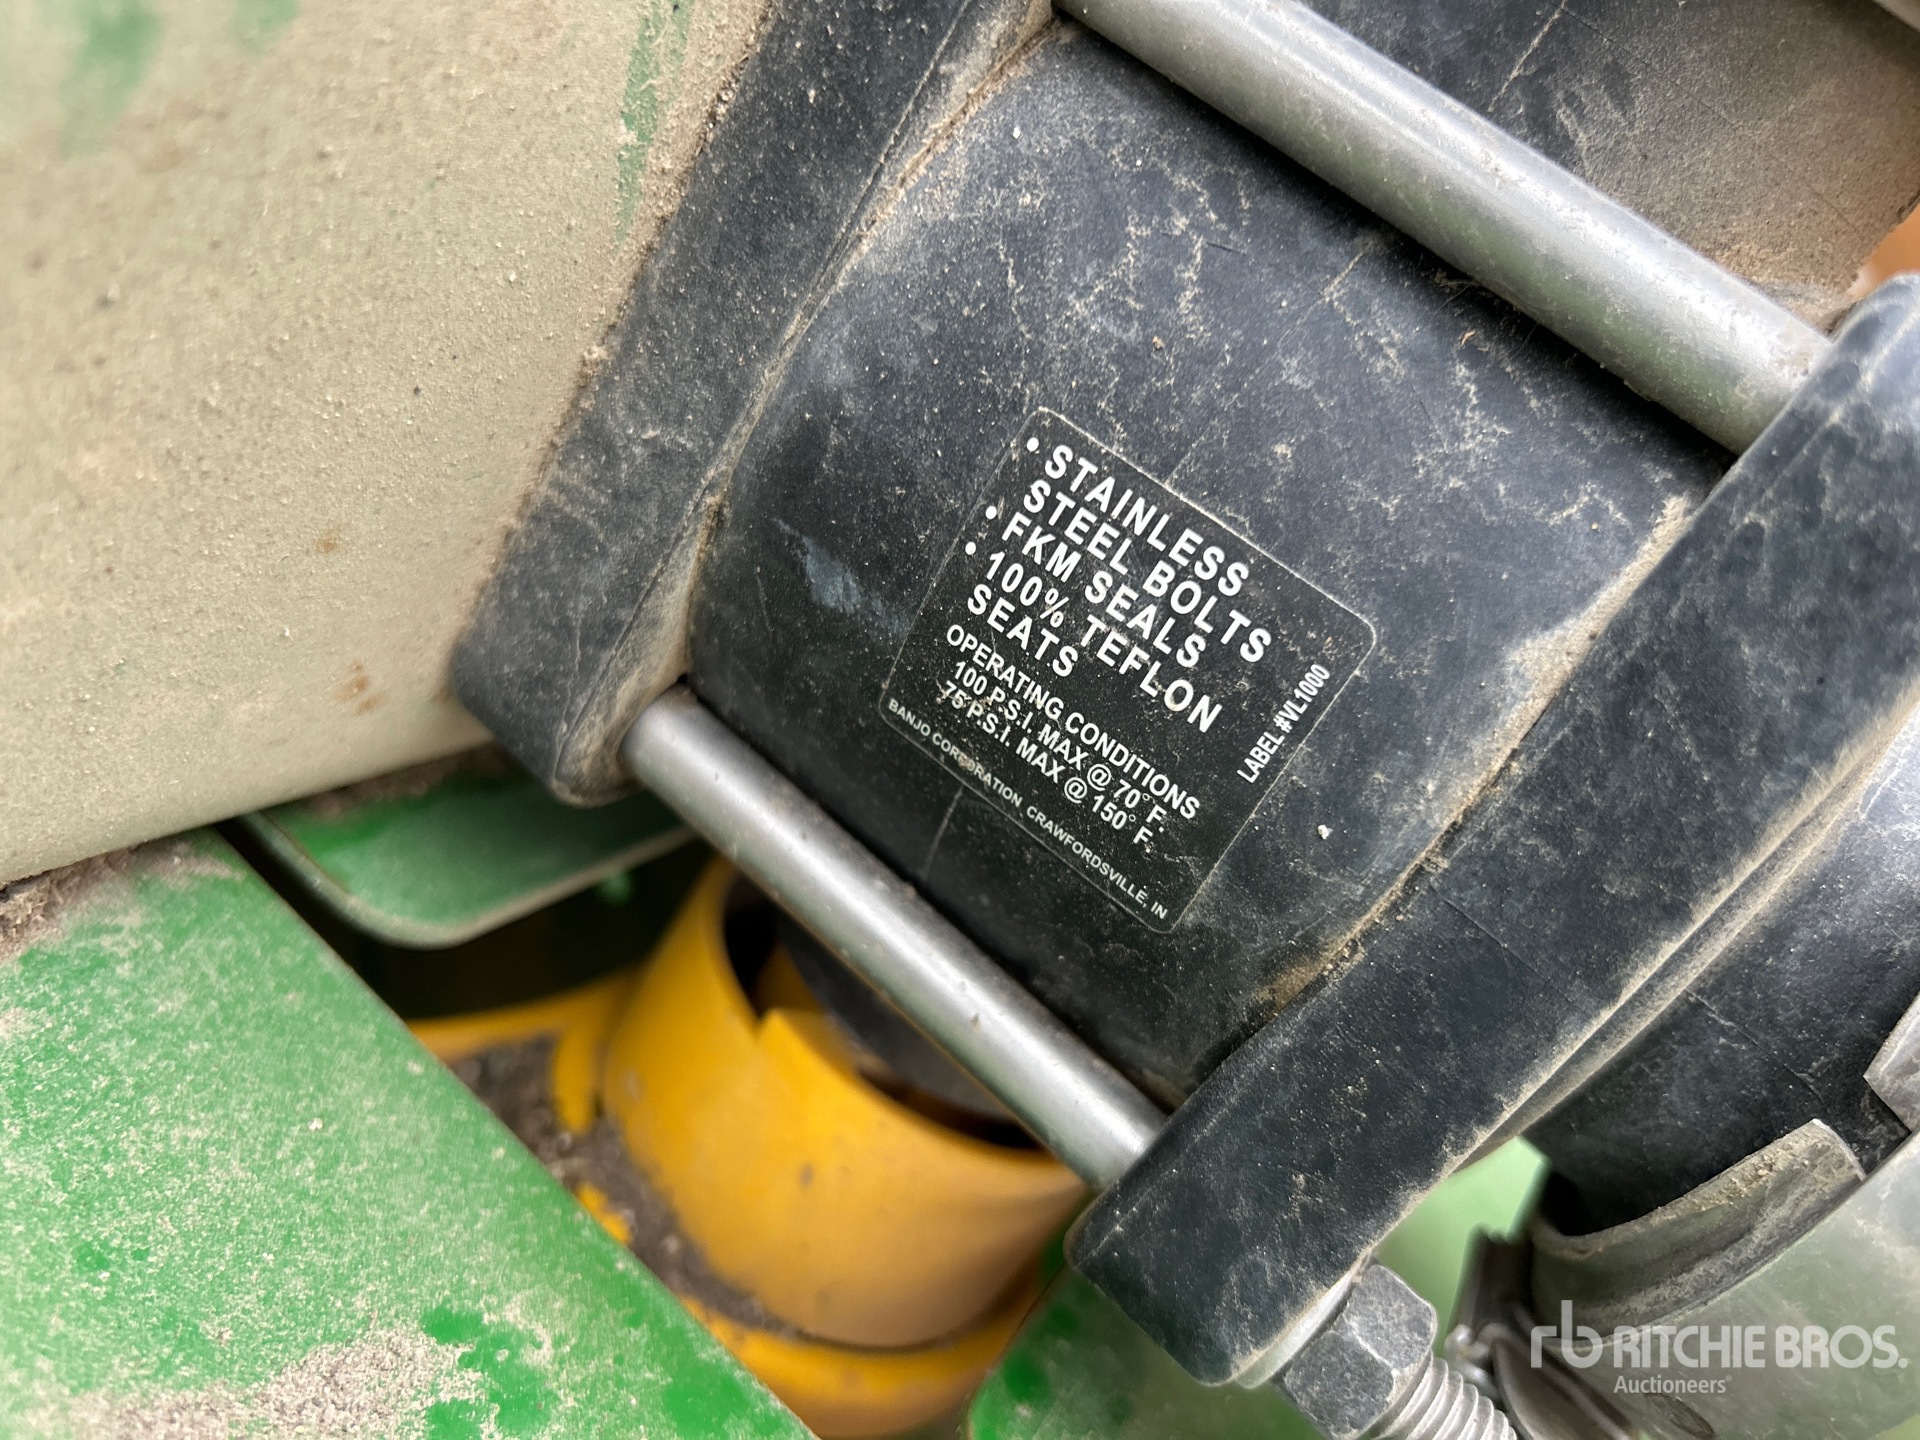 • STAINLESS
STEEL BOLTS
• FKM SEALS
• 100% TEFLON
SEATS
OPERATING CONDITIONS
100 P.S.I. MAX @ 70° F.
75 P.S.I. MAX @ 150° F.
BANJO CORPORATION CRAWFORDSVILLE, IN
LABEL #VL1000
rb RITCHIE BROS.
Auctioneers